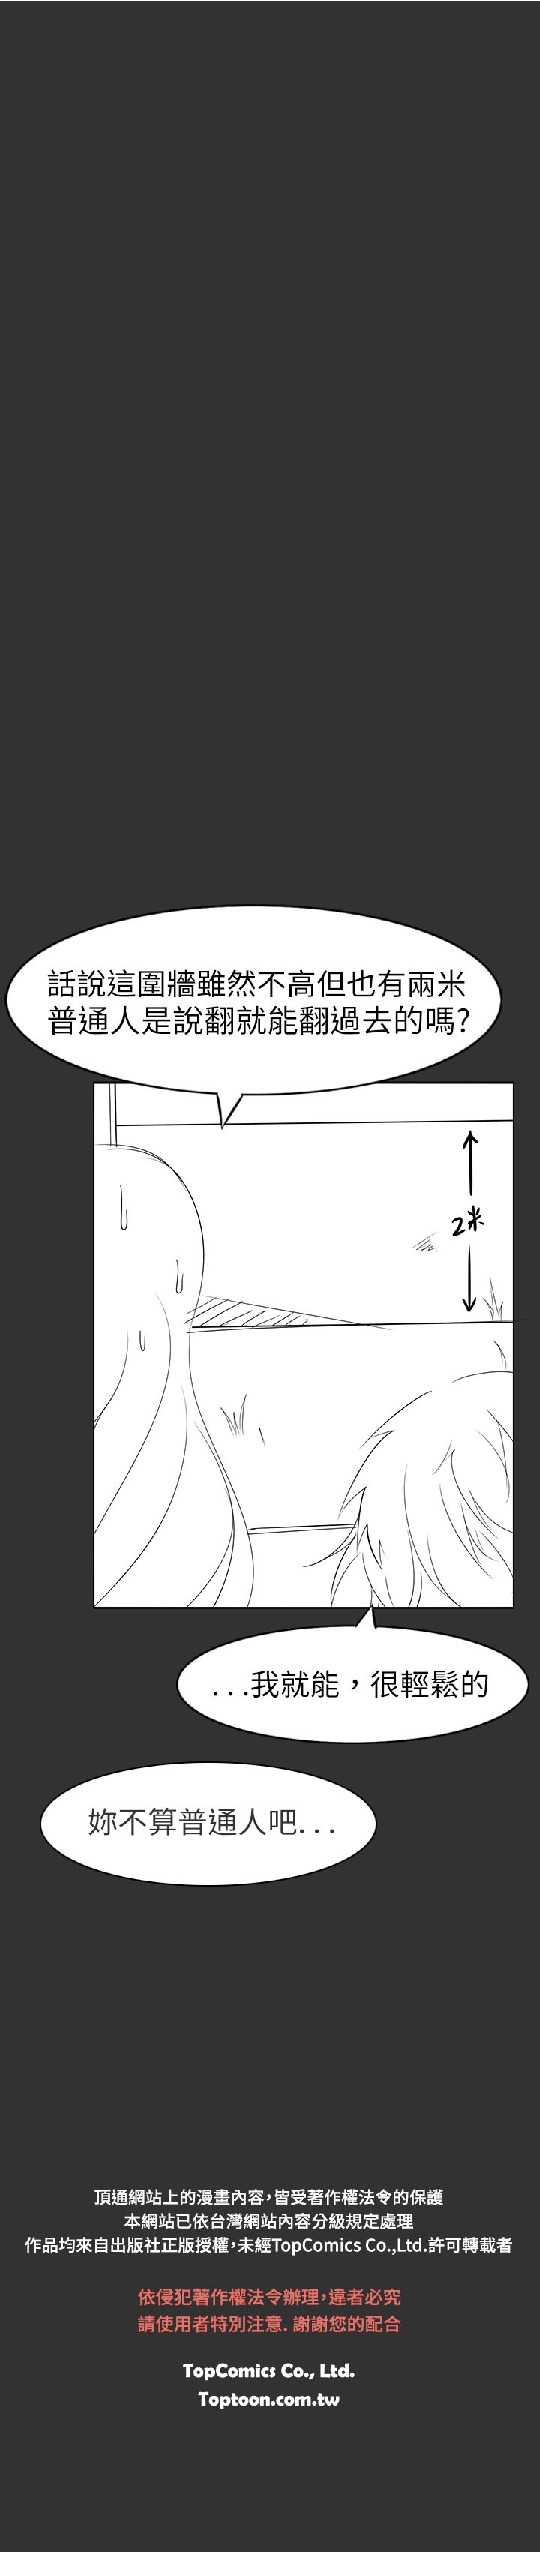 話說這圍牆雖然不高但也有兩米
普通人是說翻就能翻過去的嗎?
2米
...我就能，很輕鬆的
妳不算普通人吧...
頂通網站上的漫畫內容,皆受著作權法令的保護
本網站已依台灣網站內容分級規定處理
作品均來自出版社正版授權,未經TopComics Co.,Ltd.許可轉載者
依侵犯著作權法令辦理,違者必究
請使用者特別注意. 謝謝您的配合
TopComics Co., Ltd.
Toptoon.com.tw